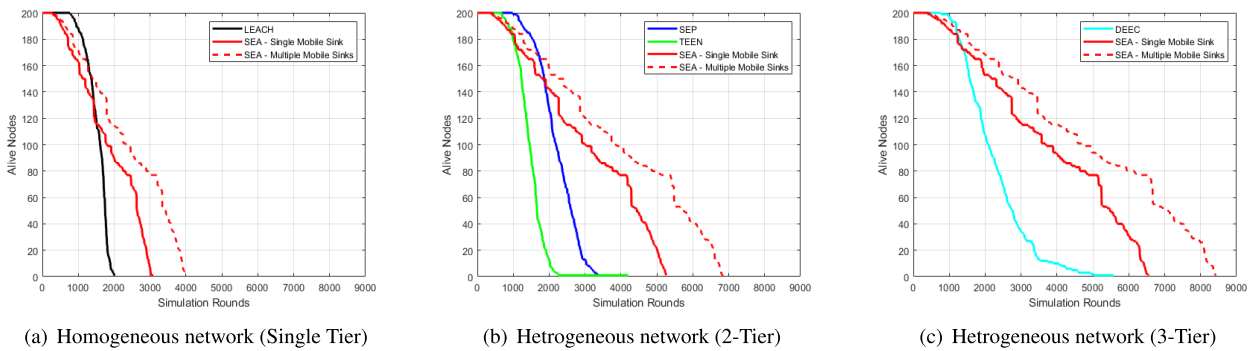 200
180
160
140
120
100
80
60
40
20
0
Alive Nodes
LEACH
SEA - Single Mobile Sink
SEA - Multiple Mobile Sinks
0 1000 2000 3000 4000 5000 6000 7000 8000 9000
Simulation Rounds
(a) Homogeneous network (Single Tier)
200
180
160
140
120
100
80
60
40
20
0
Alive Nodes
SEP
TEEN
SEA - Single Mobile Sink
SEA - Multiple Mobile Sinks
0 1000 2000 3000 4000 5000 6000 7000 8000 9000
Simulation Rounds
(b) Hetrogeneous network (2-Tier)
200
180
160
140
120
100
80
60
40
20
0
Alive Nodes
DEEC
SEA - Single Mobile Sink
SEA - Multiple Mobile Sinks
0 1000 2000 3000 4000 5000 6000 7000 8000 9000
Simulation Rounds
(c) Hetrogeneous network (3-Tier)